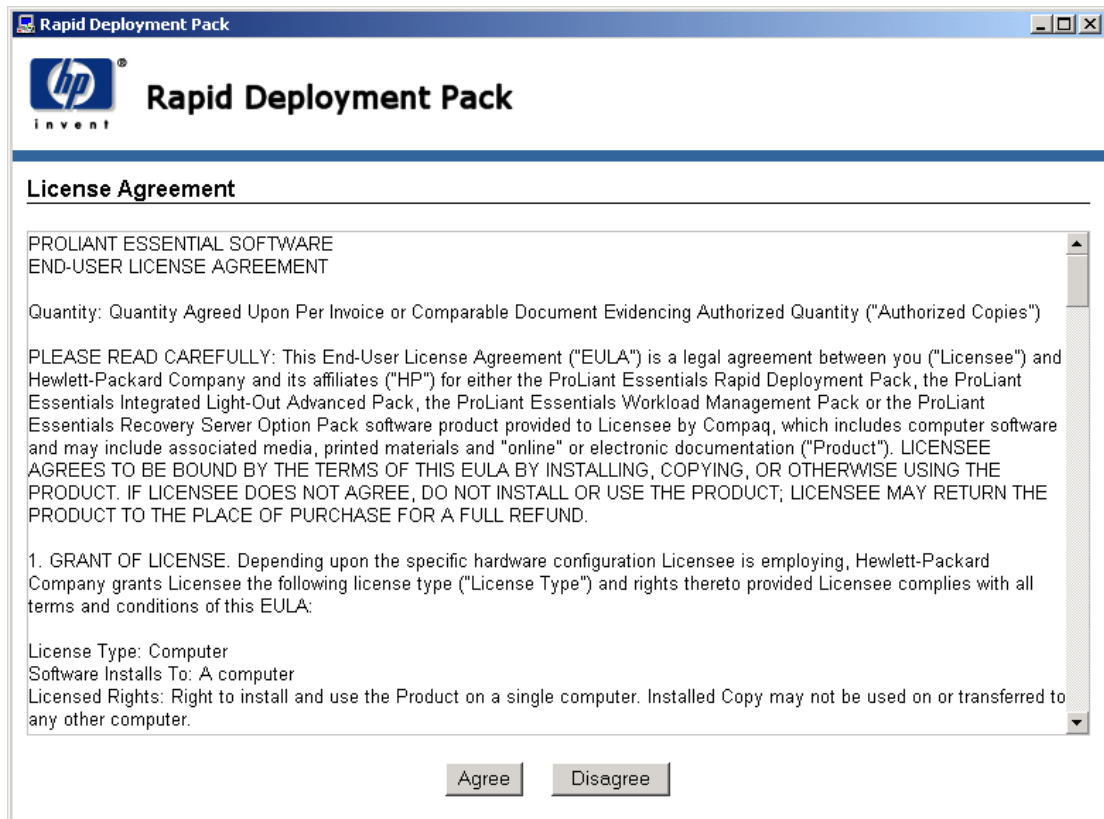 Rapid Deployment Pack
hp
®
invent
Rapid Deployment Pack
License Agreement
PROLIANT ESSENTIAL SOFTWARE
END-USER LICENSE AGREEMENT
Quantity: Quantity Agreed Upon Per Invoice or Comparable Document Evidencing Authorized Quantity ("Authorized Copies")
PLEASE READ CAREFULLY: This End-User License Agreement ("EULA") is a legal agreement between you ("Licensee") and
Hewlett-Packard Company and its affiliates ("HP") for either the ProLiant Essentials Rapid Deployment Pack, the ProLiant
Essentials Integrated Light-Out Advanced Pack, the ProLiant Essentials Workload Management Pack or the ProLiant
Essentials Recovery Server Option Pack software product provided to Licensee by Compaq, which includes computer software
and may include associated media, printed materials and "online" or electronic documentation ("Product"). LICENSEE
AGREES TO BE BOUND BY THE TERMS OF THIS EULA BY INSTALLING, COPYING, OR OTHERWISE USING THE
PRODUCT. IF LICENSEE DOES NOT AGREE, DO NOT INSTALL OR USE THE PRODUCT; LICENSEE MAY RETURN THE
PRODUCT TO THE PLACE OF PURCHASE FOR A FULL REFUND.
1. GRANT OF LICENSE. Depending upon the specific hardware configuration Licensee is employing, Hewlett-Packard
Company grants Licensee the following license type ("License Type") and rights thereto provided Licensee complies with all
terms and conditions of this EULA:
License Type: Computer
Software Installs To: A computer
Licensed Rights: Right to install and use the Product on a single computer. Installed Copy may not be used on or transferred to
any other computer.
Agree
Disagree